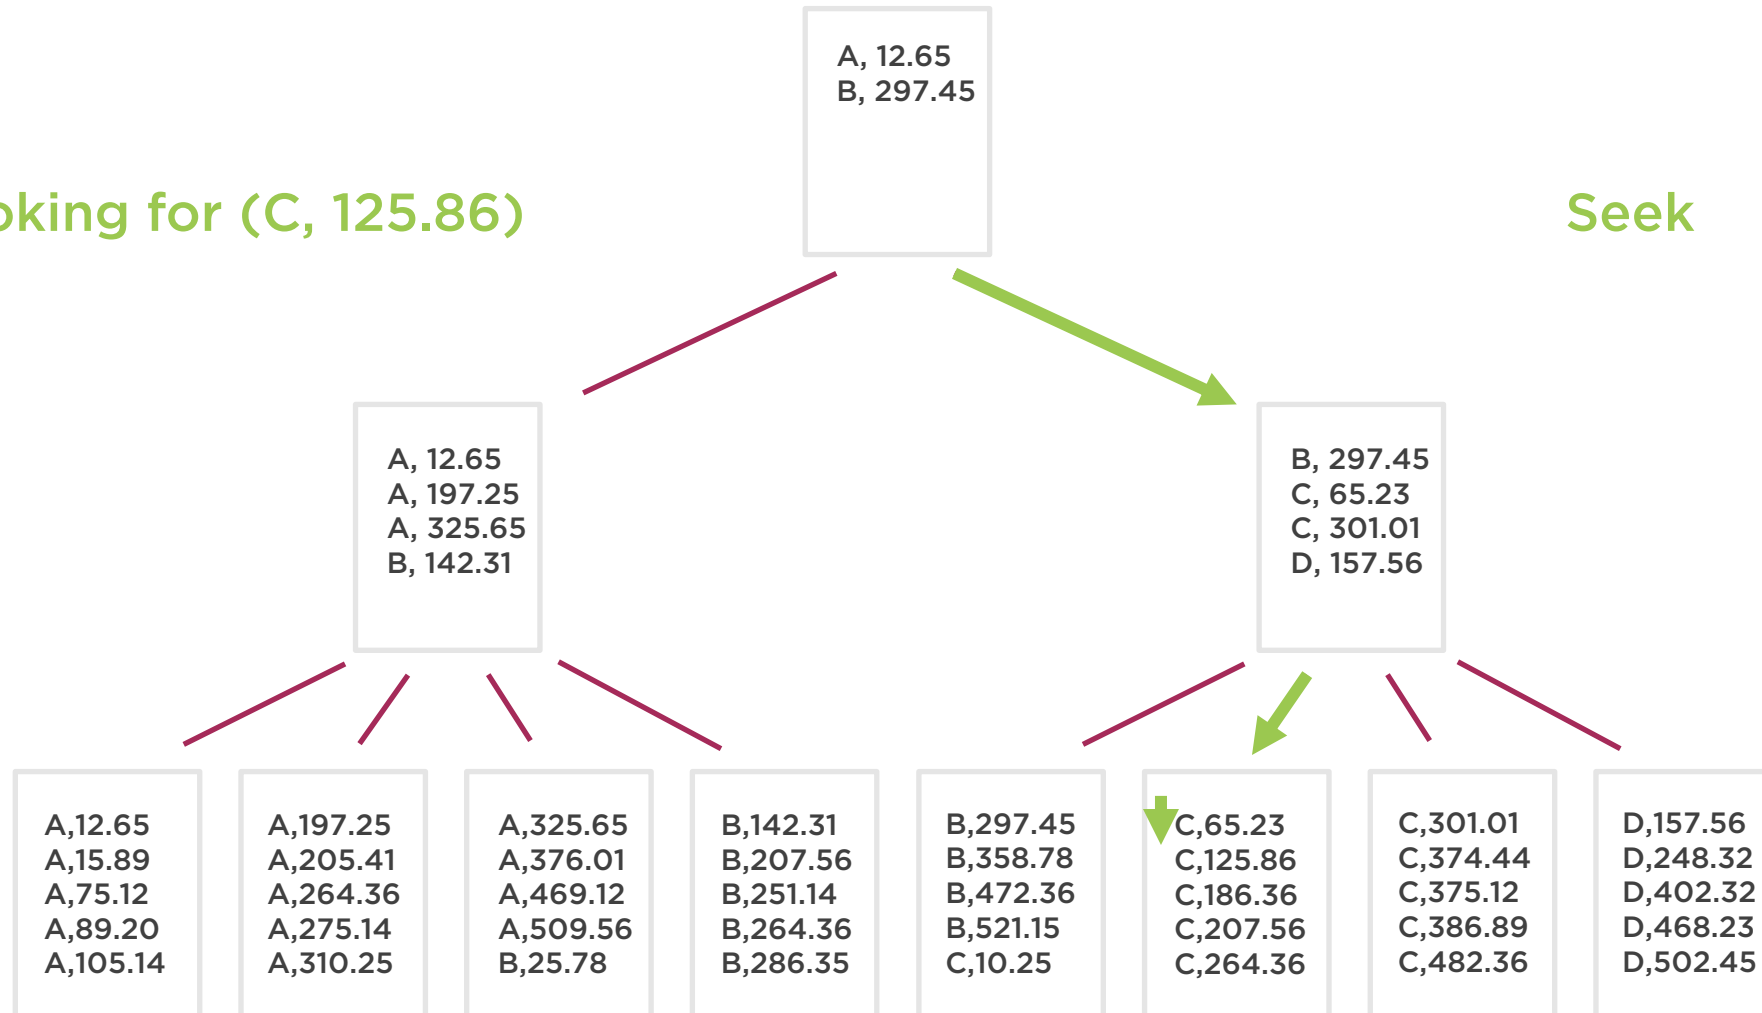 A, 12.65
B, 297.45
oking for (C, 125.86)
Seek
A, 12.65
A, 197.25
A, 325.65
B, 142.31
B, 297.45
C, 65.23
C, 301.01
D, 157.56
A,12.65
A,15.89
A,75.12
A,89.20
A,105.14
A,197.25
A,205.41
A,264.36
A,275.14
A,310.25
A,325.65
A,376.01
A,469.12
A,509.56
B,25.78
B,142.31
B,207.56
B,251.14
B,264.36
B,286.35
B,297.45
B,358.78
B,472.36
B,521.15
C,10.25
C,65.23
C,125.86
C,186.36
C,207.56
C,264.36
C,301.01
C,374.44
C,375.12
C,386.89
C,482.36
D,157.56
D,248.32
D,402.32
D,468.23
D,502.45